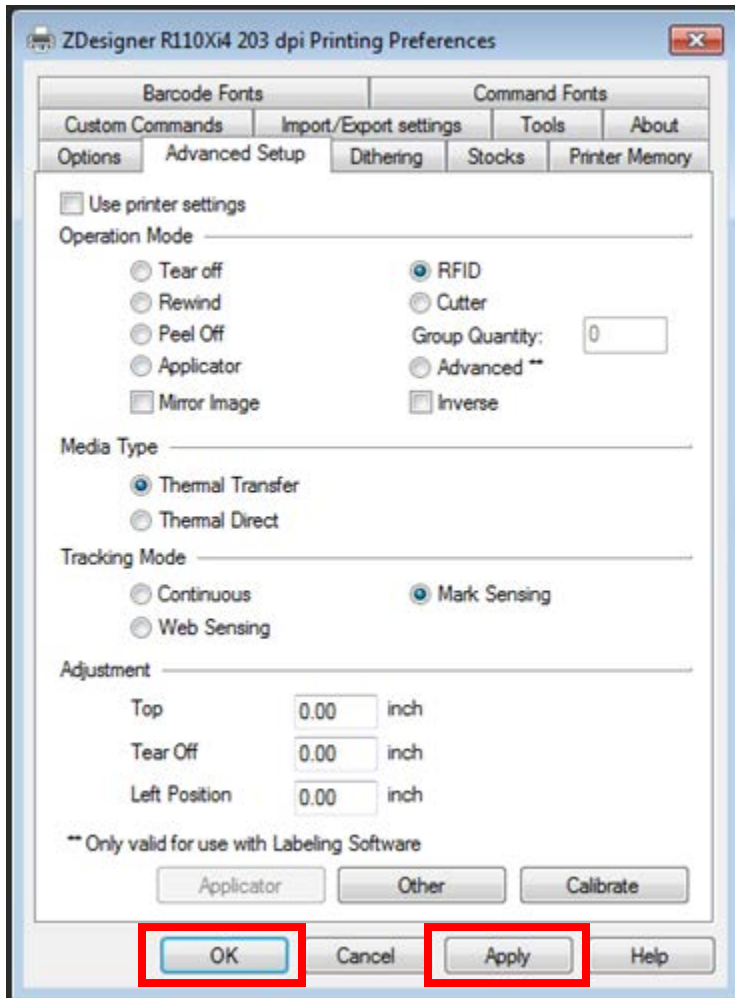 ZDesigner R110Xi4 203 dpi Printing Preferences
Barcode Fonts Command Fonts
Custom Commands Import/Export settings Tools About
Options Advanced Setup Dithering Stocks Printer Memory
Use printer settings
Operation Mode
Tear off RFID
Rewind Cutter
Peel Off Group Quantity: 0
Applicator Advanced **
Mirror Image Inverse
Media Type
Thermal Transfer
Thermal Direct
Tracking Mode
Continuous Mark Sensing
Web Sensing
Adjustment
Top 0.00 inch
Tear Off 0.00 inch
Left Position 0.00 inch
** Only valid for use with Labeling Software
Applicator Other Calibrate
OK Cancel Apply Help